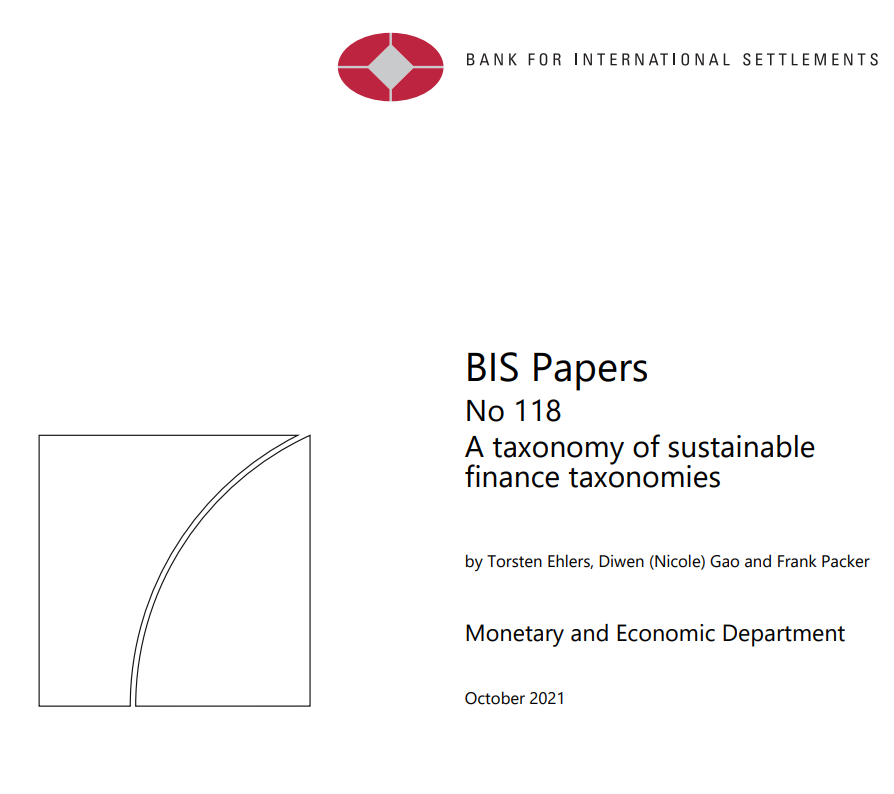 BANK FOR INTERNATIONAL SETTLEMENTS
BIS Papers
No 118
A taxonomy of sustainable
finance taxonomies
by Torsten Ehlers, Diwen (Nicole) Gao and Frank Packer
Monetary and Economic Department
October 2021